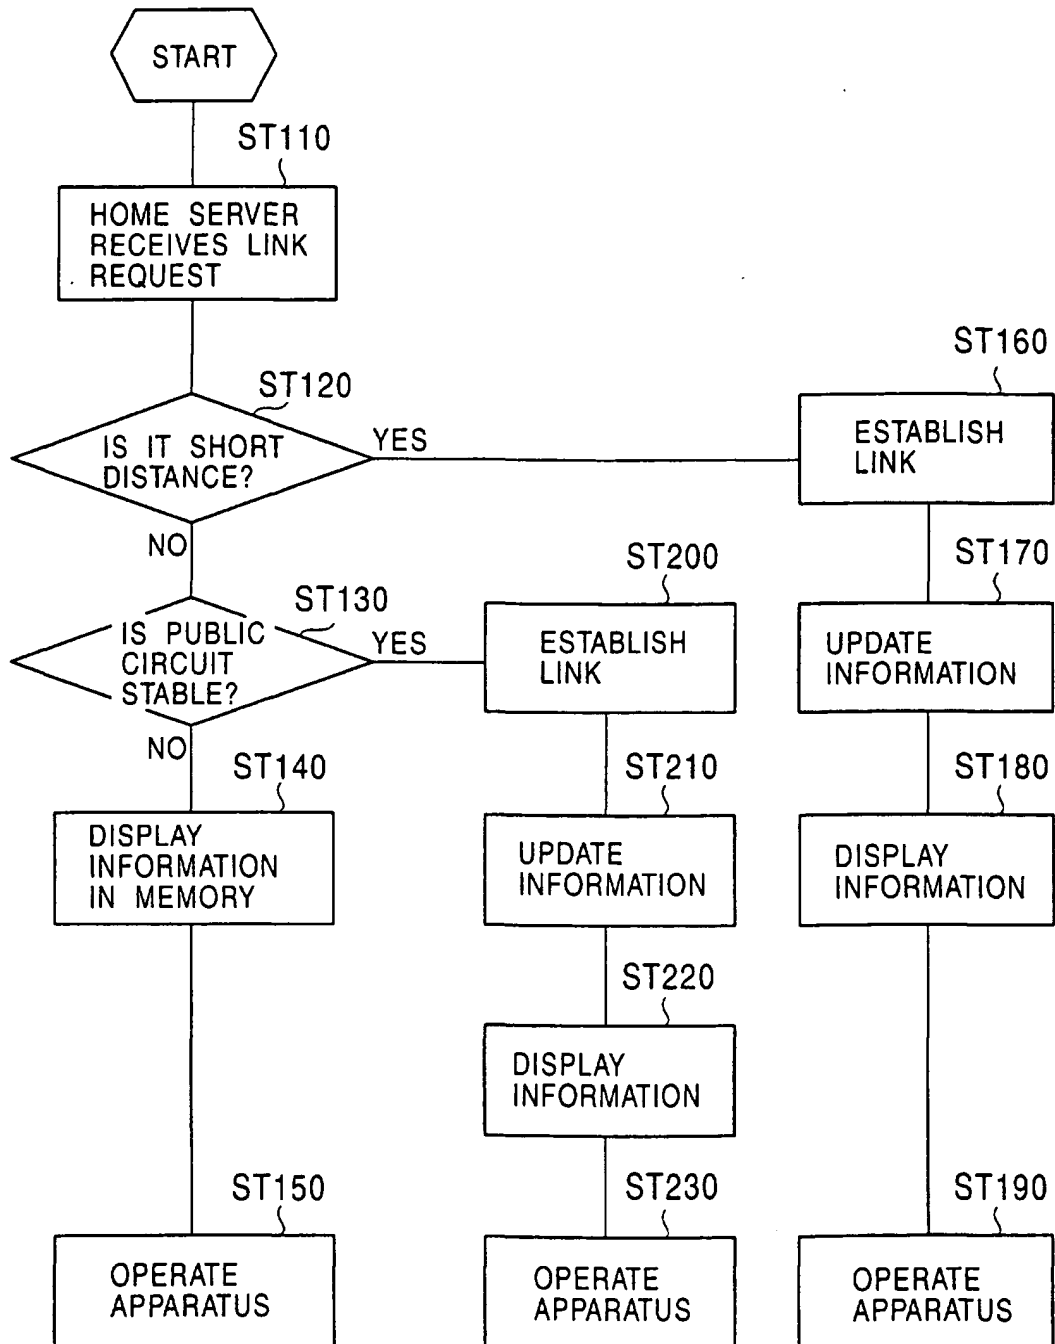 START
ST110
HOME SERVER
RECEIVES LINK
REQUEST
ST120
IS IT SHORT
DISTANCE?
YES
NO
ST160
ESTABLISH
LINK
ST130
IS PUBLIC
CIRCUIT
STABLE?
YES
NO
ST200
ESTABLISH
LINK
ST170
UPDATE
INFORMATION
ST140
DISPLAY
INFORMATION
IN MEMORY
ST210
UPDATE
INFORMATION
ST180
DISPLAY
INFORMATION
ST220
DISPLAY
INFORMATION
ST150
OPERATE
APPARATUS
ST230
OPERATE
APPARATUS
ST190
OPERATE
APPARATUS